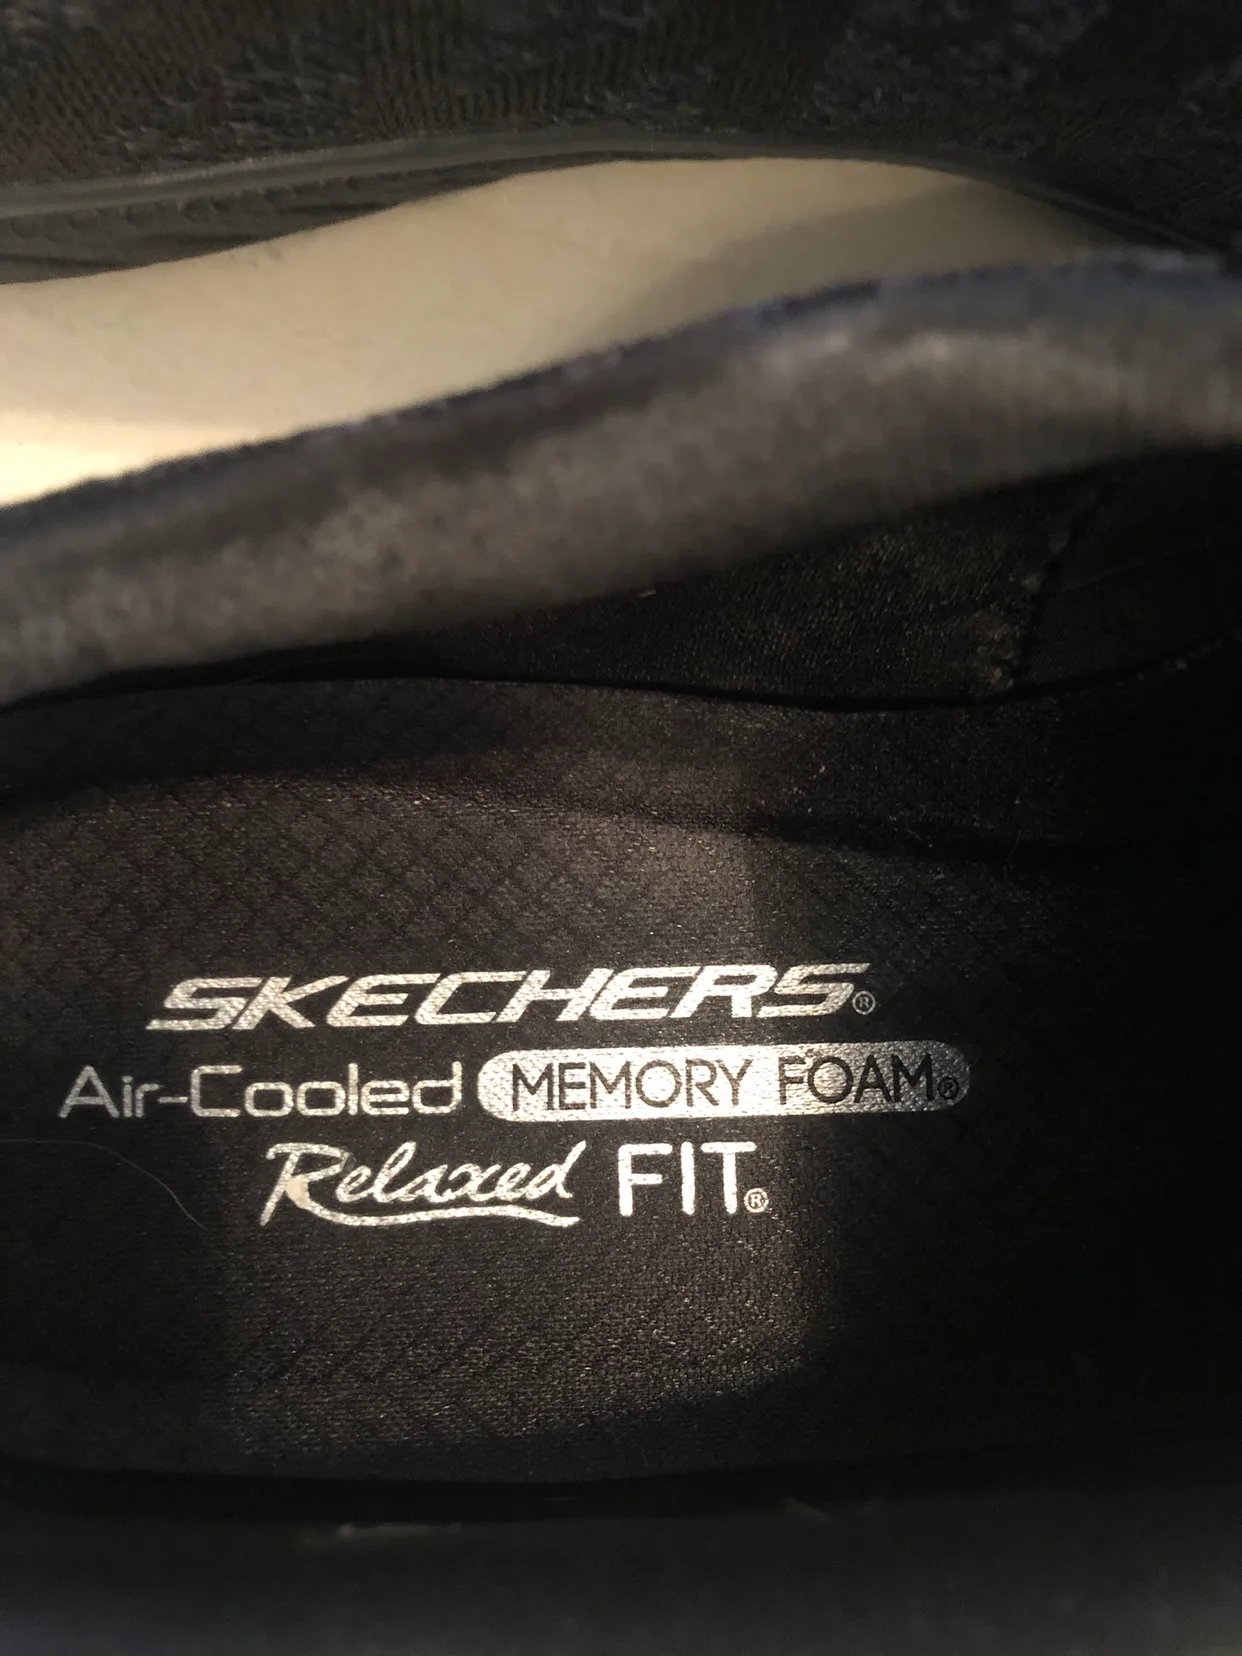 SKECHERS®
Air-Cooled MEMORY FOAM®
Relaxed FIT®